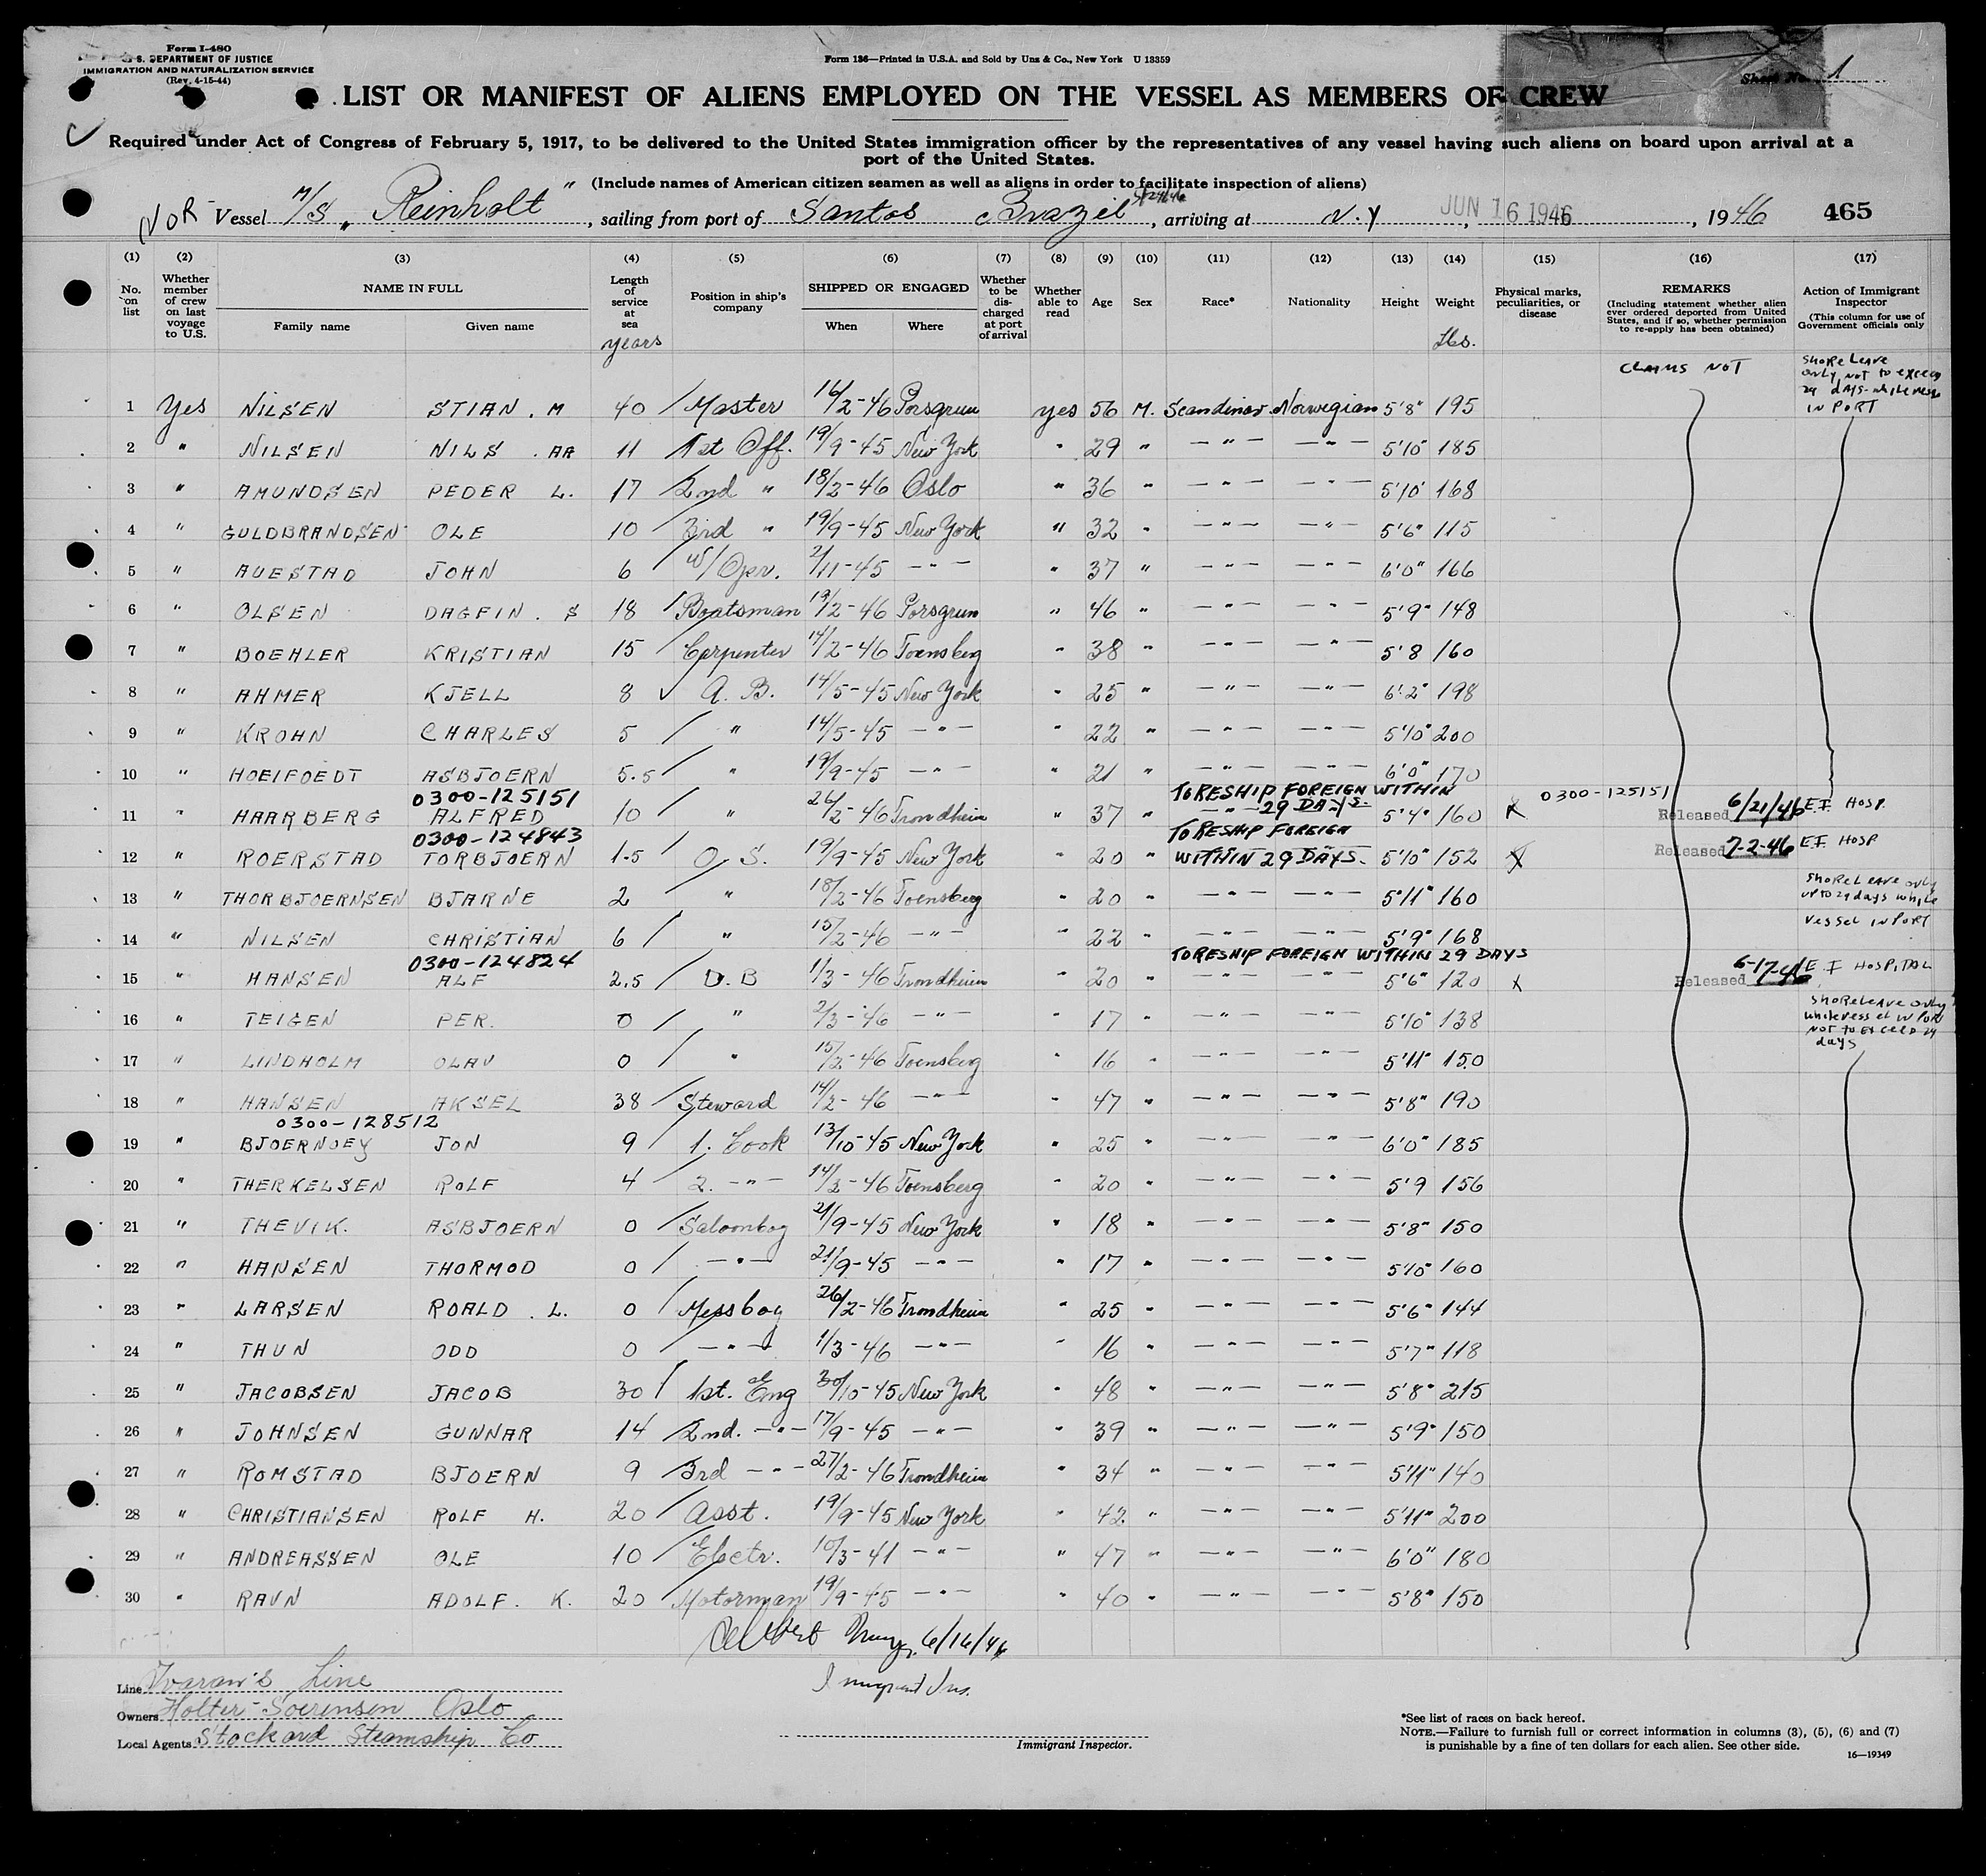 Form I-480
U. S. DEPARTMENT OF JUSTICE
IMMIGRATION AND NATURALIZATION SERVICE
(Rev. 4-15-44)
Form 136—Printed in U.S.A. and Sold by Unz & Co., New York U 13359
Sheet No. 1
LIST OR MANIFEST OF ALIENS EMPLOYED ON THE VESSEL AS MEMBERS OF CREW
Required under Act of Congress of February 5, 1917, to be delivered to the United States immigration officer by the representatives of any vessel having such aliens on board upon arrival at a
port of the United States.
(Include names of American citizen seamen as well as aliens in order to facilitate inspection of aliens)
NOR Vessel M/S „Reinholt", sailing from port of Santos Brazil, arriving at N.Y, JUN 16 1946, 1946 465
(1) (2) (3) (4) (5) (6) (7) (8) (9) (10) (11) (12) (13) (14) (15) (16) (17)
No. on list
Whether member of crew on last voyage to U.S.
NAME IN FULL
Family name Given name
Length of service at sea years
Position in ship's company
SHIPPED OR ENGAGED
When Where
Whether to be discharged at port of arrival
Whether able to read
Age Sex Race* Nationality Height Weight Lbs.
Physical marks, peculiarities, or disease
REMARKS
(Including statement whether alien ever ordered deported from United States, and if so, whether permission to re-apply has been obtained)
Action of Immigrant Inspector
(This column for use of Government officials only
CLAIMS NOT
SHORE LEAVE
only NOT to exceed
29 DAYS while vessel
IN PORT
1 Yes NILSEN STIAN. M 40 Master 16/2-46 Porsgrun yes 56 M. Scandinav Norwegian 5'8" 195
2 " NILSEN NILS . AA 11 1st Off. 19/9-45 New York " 29 " — " — — " — 5'10" 185
3 " AMUNDSEN PEDER L. 17 2nd " 18/2-46 Oslo " 36 " — " — — " — 5'10' 168
4 " GULDBRANDSEN OLE 10 3rd " 19/9-45 New York " 32 " — " — — " — 5'6" 115
5 " AUESTAD JOHN 6 W/Oper. 2/11-45 — " — " 37 " — " — — " — 6'0" 166
6 " OLSEN DAGFIN . S 18 Boatsman 19/2-46 Porsgrun " 46 " — " — — " — 5'9" 148
7 " BOEHLER KRISTIAN 15 Carpenter 14/2-46 Toensberg " 38 " — " — — " — 5'8 160
8 " AHMER KJELL 8 A. B. 14/5-45 New York " 25 " — " — — " — 6'2" 198
9 " KROHN CHARLES 5 " 14/5-45 — " — " 22 " — " — — " — 5'10" 200
10 " HOEIFOEDT ASBJOERN 5.5 " 19/9-45 — " — " 21 " — " — — " — 6'0" 170
0300-125151 TO RESHIP FOREIGN WITHIN 29 DAYS. 0300-125151
11 " HAARBERG ALFRED 10 " 26/2-46 Trondheim " 37 " — " — 5'4" 160 X Released 6/21/46 E.I. HOSP.
0300-124843 TO RESHIP FOREIGN
12 " ROERSTAD TORBJOERN 1.5 O. S. 19/9-45 New York " 20 " WITHIN 29 DAYS. 5'10" 152 X Released 7-2-46 E.I. HOSP
SHORE LEAVE only
up to 29 days while
vessel IN PORT
13 " THORBJOERNSEN BJARNE 2 " 18/2-46 Toensberg " 20 " — " — — " — 5'11" 160
14 " NILSEN CHRISTIAN 6 " 15/2-46 — " — " 22 " — " — — " — 5'9" 168
0300-124824 TO RESHIP FOREIGN WITHIN 29 DAYS
15 " HANSEN ALF 2.5 D. B 1/3-46 Trondheim " 20 " — " — — " — 5'6" 120 X Released 6-17-46 E I HOSPITAL
SHORE LEAVE only
while vessel IN PORT
NOT to EXCEED 29
days
16 " TEIGEN PER. 0 " 2/3-46 — " — " 17 " — " — — " — 5'10" 138
17 " LINDHOLM OLAV 0 " 15/2-46 Toensberg " 16 " — " — — " — 5'11" 150
18 " HANSEN AKSEL 38 Steward 14/2-46 — " — " 47 " — " — — " — 5'8" 190
0300-128512
19 " BJOERNOEY JON 9 1. Cook 13/10-45 New York " 25 " — " — — " — 6'0" 185
20 " THERKELSEN ROLF 4 2. — " — 14/2-46 Toensberg " 20 " — " — — " — 5'9 156
21 " THEVIK. ASBJOERN 0 Saloonboy 21/9-45 New York " 18 " — " — — " — 5'8" 150
22 " HANSEN THORMOD 0 — " — 21/9-45 — " — " 17 " — " — — " — 5'10" 160
23 " LARSEN ROALD . L. 0 Messboy 26/2-46 Trondheim " 25 " — " — — " — 5'6" 144
24 " THUN ODD 0 — " — 1/3-46 — " — " 16 " — " — — " — 5'7" 118
25 " JACOBSEN JACOB 30 1st. Eng 30/10-45 New York " 48 " — " — — " — 5'8" 215
26 " JOHNSEN GUNNAR 14 2nd. — " — 17/9-45 — " — " 39 " — " — — " — 5'9" 150
27 " ROMSTAD BJOERN 9 3rd — " — 27/2-46 Trondheim " 34 " — " — — " — 5'11" 140
28 " CHRISTIANSEN ROLF H. 20 Asst. 19/9-45 New York " 42 " — " — — " — 5'11" 200
29 " ANDREASSEN OLE 10 Electr. 10/3-41 — " — " 47 " — " — — " — 6'0" 180
30 " RAVN ADOLF. K. 20 Motorman 19/9-45 — " — " 40 " — " — — " — 5'8" 150
6/16/46
Immigrant Ins.
Line Ivaran's Line
Owners Holter-Soerensen Oslo
Local Agents Stockard Steamship Co
Immigrant Inspector.
*See list of races on back hereof.
NOTE.—Failure to furnish full or correct information in columns (3), (5), (6) and (7)
is punishable by a fine of ten dollars for each alien. See other side.
16—19349